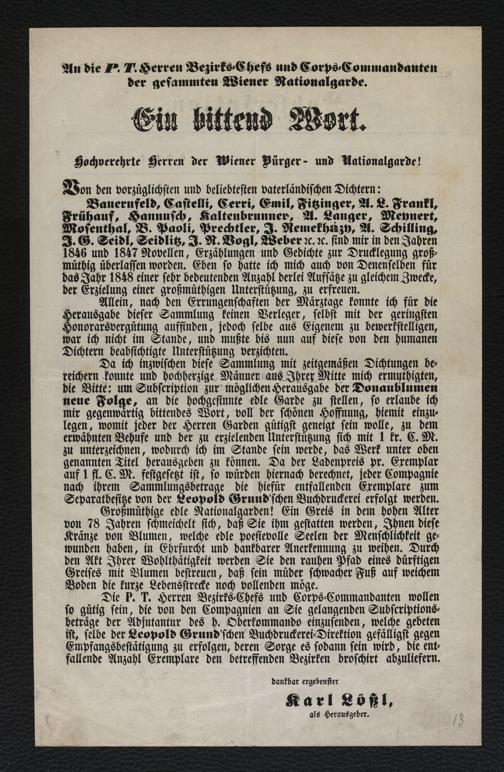 An die P. T. Herren Bezirks-Chefs und Corps-Commandanten
der gesammten Wiener Nationalgarde.
Ein bittend Wort.
Hochverehrte Herren der Wiener Bürger- und Nationalgarde!
Von den vorzüglichsten und beliebtesten vaterländischen Dichtern:
Bauernfeld, Castelli, Cerri, Emil, Fitzinger, A. L. Frankl,
Frühauf, Hannusch, Kaltenbrunner, A. Langer, Meynert,
Mosenthal, B. Paoli, Prechtler, J. Nemekházy, A. Schilling,
J. G. Seidl, Seidlitz, J. N. Vogl, Weber ꝛc. ꝛc. sind mir in den Jahren
1846 und 1847 Novellen, Erzählungen und Gedichte zur Drucklegung groß-
müthig überlassen worden. Eben so hatte ich mich auch von Denenselben für
das Jahr 1848 einer sehr bedeutenden Anzahl derlei Aufsätze zu gleichem Zwecke,
der Erzielung einer großmüthigen Unterstützung, zu erfreuen.
Allein, nach den Errungenschaften der Märztage konnte ich für die
Herausgabe dieser Sammlung keinen Verleger, selbst mit der geringsten
Honorarsvergütung auffinden, jedoch selbe aus Eigenem zu bewerkstelligen,
war ich nicht im Stande, und mußte bis nun auf diese von den humanen
Dichtern beabsichtigte Unterstützung verzichten.
Da ich inzwischen diese Sammlung mit zeitgemäßen Dichtungen be-
reichern konnte und hochherzige Männer aus Ihrer Mitte mich ermuthigten,
die Bitte: um Subscription zur möglichen Herausgabe der Donaublumen
neue Folge, an die hochgesinnte edle Garde zu stellen, so erlaube ich
mir gegenwärtig bittendes Wort, voll der schönen Hoffnung, hiemit einzu-
legen, womit jeder der Herren Garden gütigst geneigt sein wolle, zu dem
erwähnten Behufe und der zu erzielenden Unterstützung sich mit 1 kr. C. M.
zu unterzeichnen, wodurch ich im Stande sein werde, das Werk unter oben
genannten Titel herausgeben zu können. Da der Ladenpreis pr. Exemplar
auf 1 fl. C. M. festgesetzt ist, so würden hiernach berechnet, jeder Compagnie
nach ihrem Sammlungsbetrage die hiefür entfallenden Exemplare zum
Separatbesitze von der Leopold Grund'schen Buchdruckerei erfolgt werden.
Großmüthige edle Nationalgarden! Ein Greis in dem hohen Alter
von 78 Jahren schmeichelt sich, daß Sie ihm gestatten werden, Ihnen diese
Kränze von Blumen, welche edle poesievolle Seelen der Menschlichkeit ge-
wunden haben, in Ehrfurcht und dankbarer Anerkennung zu weihen. Durch
den Akt Ihrer Wohlthätigkeit werden Sie den rauhen Pfad eines dürftigen
Greises mit Blumen bestreuen, daß sein müder schwacher Fuß auf weichem
Boden die kurze Lebensstrecke noch vollenden möge.
Die P. T. Herren Bezirks-Chefs und Corps-Commandanten wollen
so gütig sein, die von den Compagnien an Sie gelangenden Subscriptions-
beträge der Adjutantur des h. Oberkommando einzusenden, welche gebeten
ist, selbe der Leopold Grund'schen Buchdruckerei-Direktion gefälligst gegen
Empfangsbestätigung zu erfolgen, deren Sorge es sodann sein wird, die ent-
fallende Anzahl Exemplare den betreffenden Bezirken broschirt abzuliefern.
dankbar ergebenster
Karl Lößl,
als Herausgeber.
13